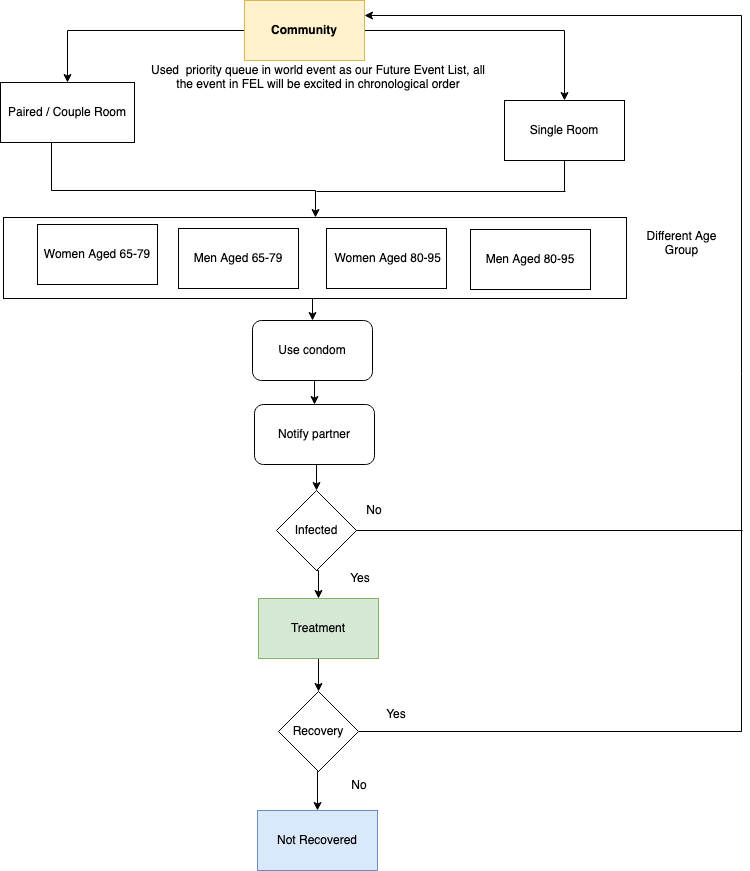 Community
Used priority queue in world event as our Future Event List, all
the event in FEL will be excited in chronological order
Paired / Couple Room
Single Room
Different Age
Group
Women Aged 65-79
Men Aged 65-79
Women Aged 80-95
Men Aged 80-95
Use condom
Notify partner
Infected
No
Yes
Treatment
Recovery
Yes
No
Not Recovered